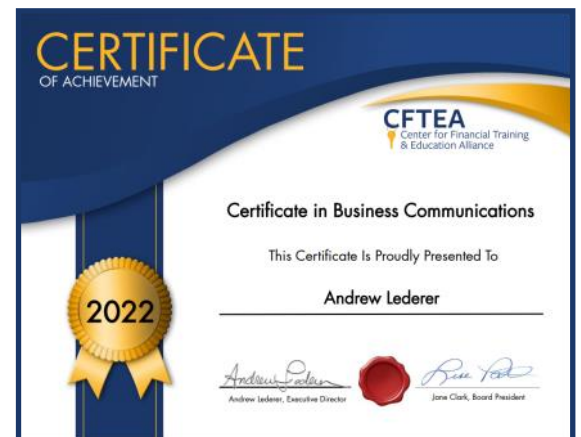 CERTIFICATE
OF ACHIEVEMENT
CFTEA
Center for Financial Training
& Education Alliance
Certificate in Business Communications
This Certificate Is Proudly Presented To
Andrew Lederer
2022
Andrew Lederer, Executive Director
Jane Clark, Board President